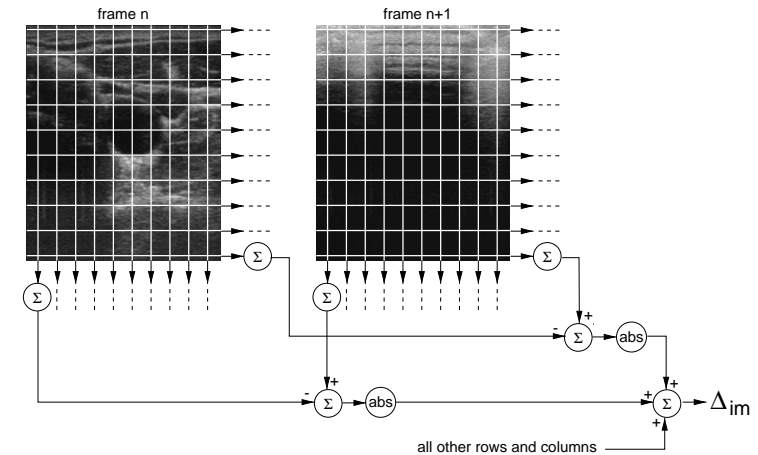 frame n
frame n+1
Σ
Σ
Σ
Σ
- Σ + abs
- Σ + abs
+ + Σ + Δim
all other rows and columns